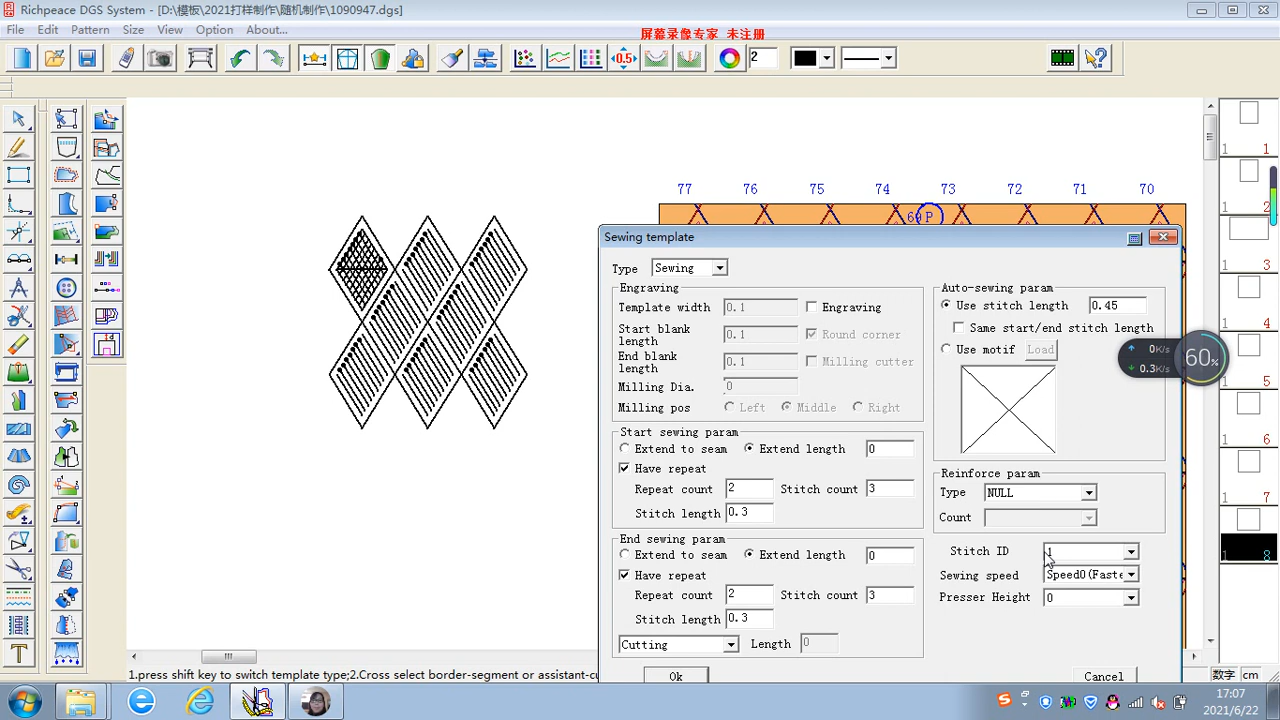 Richpeace DGS System - [D:\模板\2021打样制作\随机制作\1090947.dgs]
File Edit Pattern Size View Option About...
屏幕录像专家 未注册
0.5 2
77 76 75 74 73 72 71 70
69 P
Sewing template
Type Sewing
Engraving
Template width 0.1 Engraving
Start blank length 0.1 Round corner
End blank length 0.1 Milling cutter
Milling Dia. 0
Milling pos Left Middle Right
Start sewing param
Extend to seam Extend length 0
Have repeat
Repeat count 2 Stitch count 3
Stitch length 0.3
End sewing param
Extend to seam Extend length 0
Have repeat
Repeat count 2 Stitch count 3
Stitch length 0.3
Cutting Length 0
Auto-sewing param
Use stitch length 0.45
Same start/end stitch length
Use motif Load
Reinforce param
Type NULL
Count
Stitch ID 1
Sewing speed Speed0(Faste
Presser Height 0
Ok Cancel
0K/s
0.3K/s
60%
1 1
1 2
1 3
1 4
1 5
1 6
1 7
1 8
1.press shift key to switch template type;2.Cross select border-segment or assistant-cu
数字 cm
17:07
2021/6/22